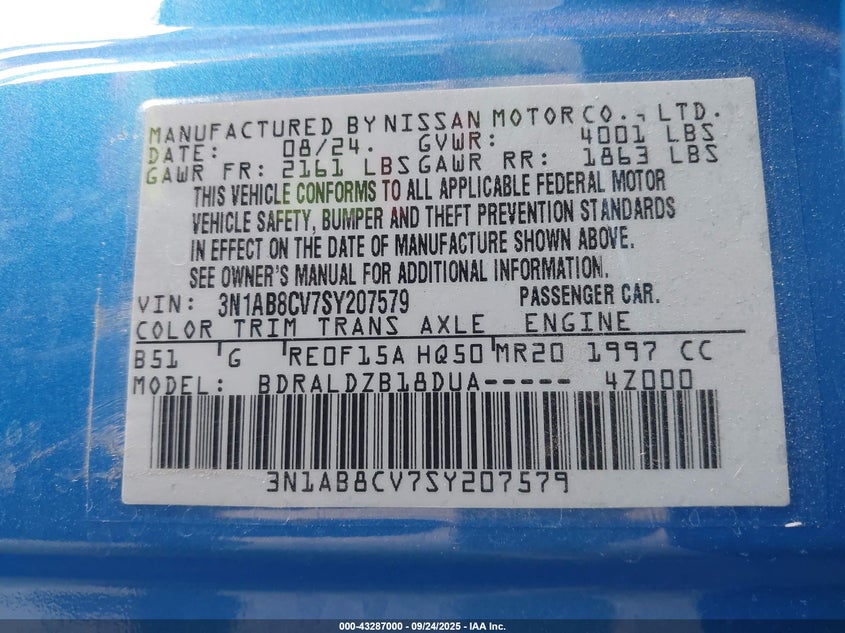 MANUFACTURED BY NISSAN MOTOR CO., LTD.
DATE: 08/24. GVWR: 4001 LBS
GAWR FR: 2161 LBS GAWR RR: 1863 LBS
THIS VEHICLE CONFORMS TO ALL APPLICABLE FEDERAL MOTOR
VEHICLE SAFETY, BUMPER AND THEFT PREVENTION STANDARDS
IN EFFECT ON THE DATE OF MANUFACTURE SHOWN ABOVE.
SEE OWNER'S MANUAL FOR ADDITIONAL INFORMATION.
VIN: 3N1AB8CV7SY207579 PASSENGER CAR.
COLOR TRIM TRANS AXLE ENGINE
B51 G RE0F15A HQ50 MR20 1997 CC
MODEL: BDRALDZB18DUA----- 4Z000
3N1AB8CV7SY207579
000-43287000 - 09/24/2025 - IAA Inc.